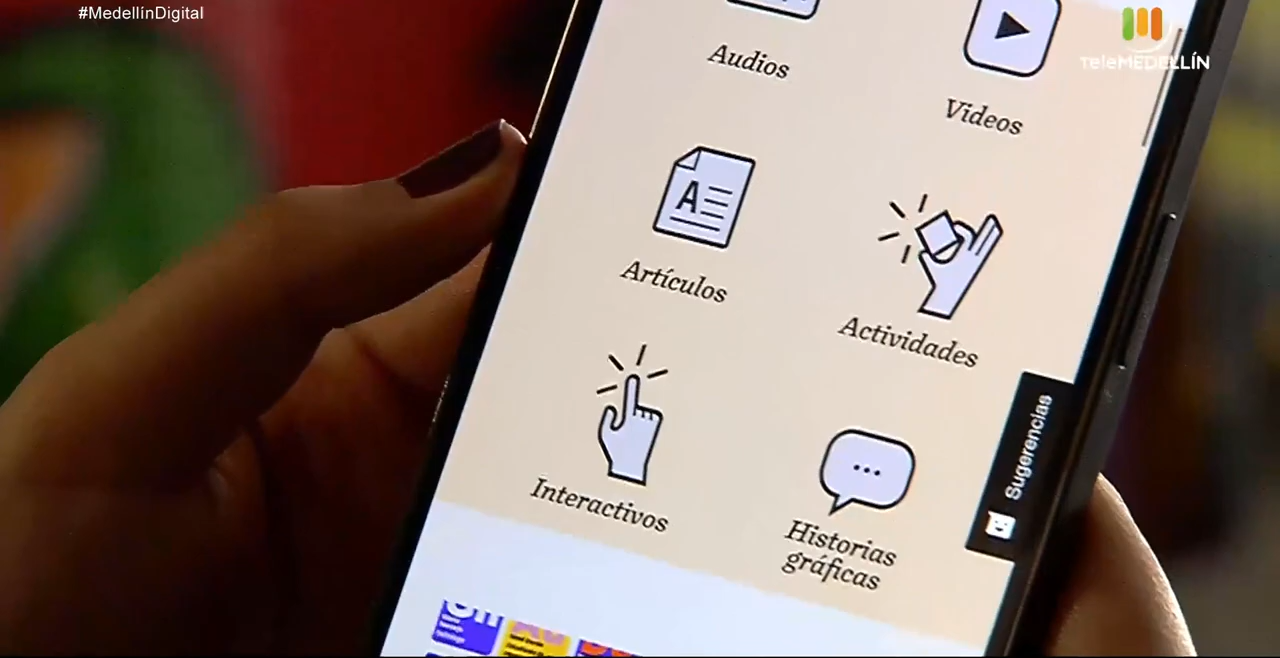 #MedellínDigital
TeleMEDELLÍN
Audios
Videos
A
Artículos
Actividades
Sugerencias
Interactivos
Historias
gráficas